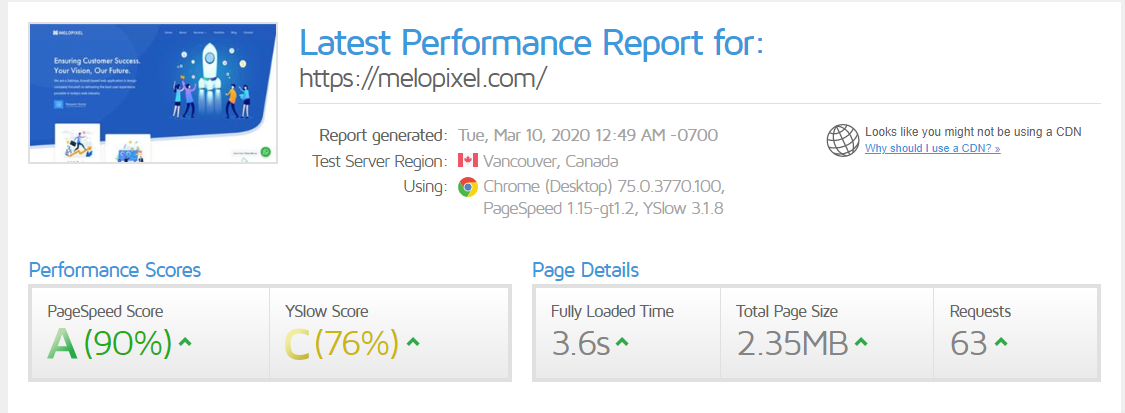 MELOPIXEL
Ensuring Customer Success.
Your Vision, Our Future.
Latest Performance Report for:
https://melopixel.com/
Report generated: Tue, Mar 10, 2020 12:49 AM -0700
Test Server Region: Vancouver, Canada
Using: Chrome (Desktop) 75.0.3770.100,
PageSpeed 1.15-gt1.2, YSlow 3.1.8
Looks like you might not be using a CDN
Why should I use a CDN? »
Performance Scores
PageSpeed Score
A (90%)
YSlow Score
C (76%)
Page Details
Fully Loaded Time
3.6s
Total Page Size
2.35MB
Requests
63